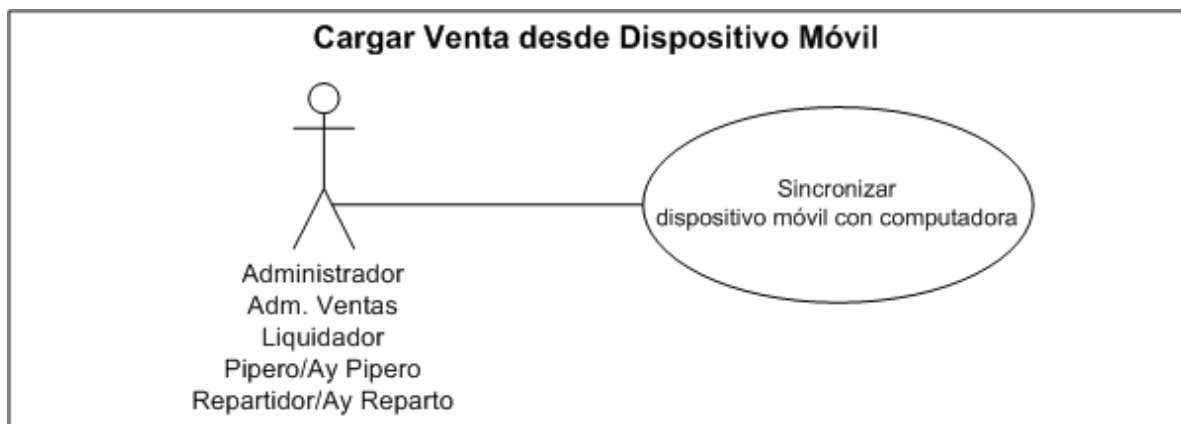 Cargar Venta desde Dispositivo Móvil
Sincronizar
dispositivo móvil con computadora
Administrador
Adm. Ventas
Liquidador
Pipero/Ay Pipero
Repartidor/Ay Reparto